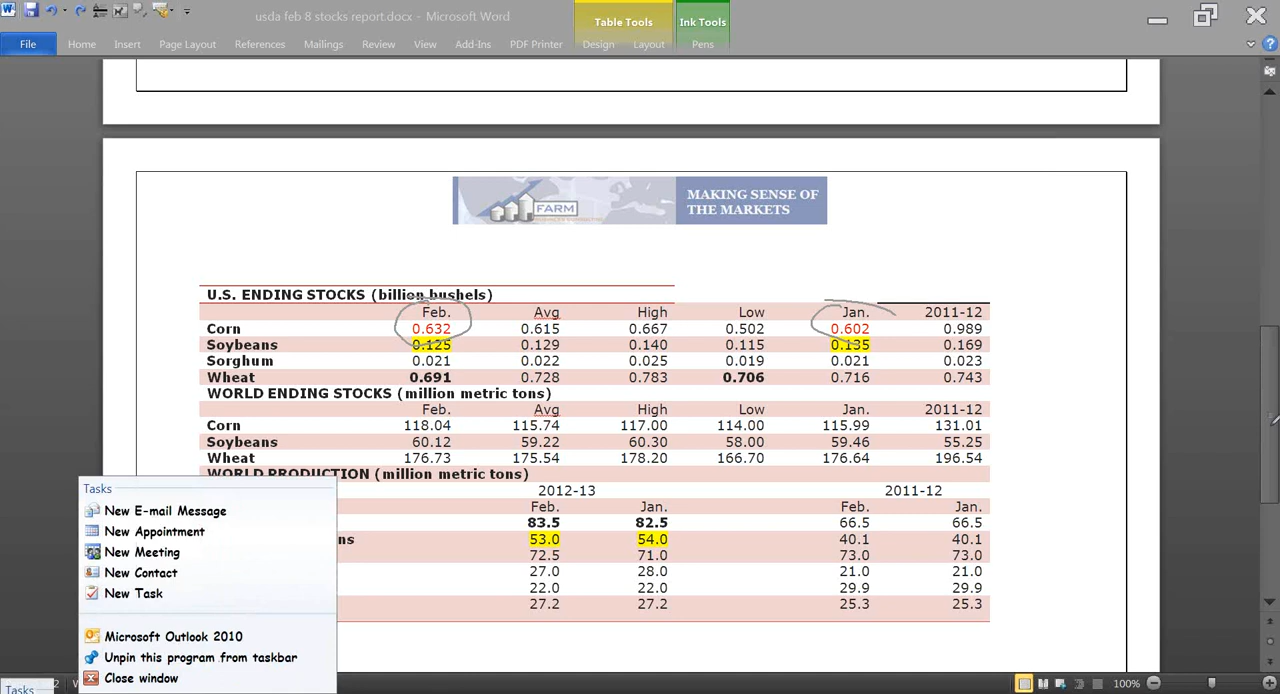 usda feb 8 stocks report.docx - Microsoft Word
Table Tools
Ink Tools
File Home Insert Page Layout References Mailings Review View Add-Ins PDF Printer Design Layout Pens
FARM
MAKING SENSE OF
THE MARKETS
U.S. ENDING STOCKS (billion bushels)
Feb. Avg High Low Jan. 2011-12
Corn 0.632 0.615 0.667 0.502 0.602 0.989
Soybeans 0.125 0.129 0.140 0.115 0.135 0.169
Sorghum 0.021 0.022 0.025 0.019 0.021 0.023
Wheat 0.691 0.728 0.783 0.706 0.716 0.743
WORLD ENDING STOCKS (million metric tons)
Feb. Avg High Low Jan. 2011-12
Corn 118.04 115.74 117.00 114.00 115.99 131.01
Soybeans 60.12 59.22 60.30 58.00 59.46 55.25
Wheat 176.73 175.54 178.20 166.70 176.64 196.54
WORLD PRODUCTION (million metric tons)
2012-13 2011-12
Feb. Jan. Feb. Jan.
83.5 82.5 66.5 66.5
ns 53.0 54.0 40.1 40.1
72.5 71.0 73.0 73.0
27.0 28.0 21.0 21.0
22.0 22.0 29.9 29.9
27.2 27.2 25.3 25.3
Tasks
New E-mail Message
New Appointment
New Meeting
New Contact
New Task
Microsoft Outlook 2010
Unpin this program from taskbar
Close window
Tasks 2
100%